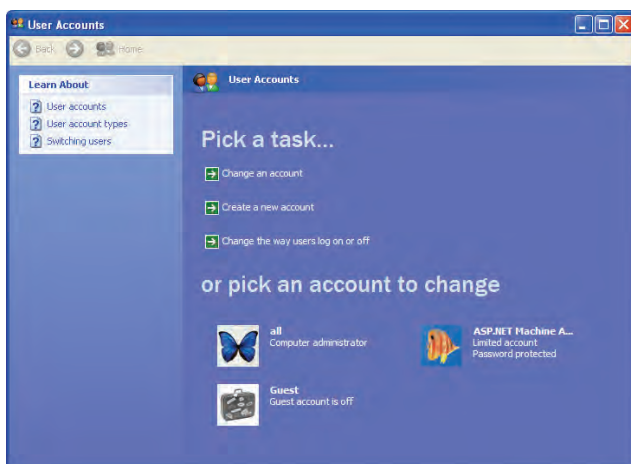 User Accounts
Back
Home
Learn About
User accounts
User account types
Switching users
User Accounts
Pick a task...
Change an account
Create a new account
Change the way users log on or off
or pick an account to change
all
Computer administrator
ASP.NET Machine A...
Limited account
Password protected
Guest
Guest account is off